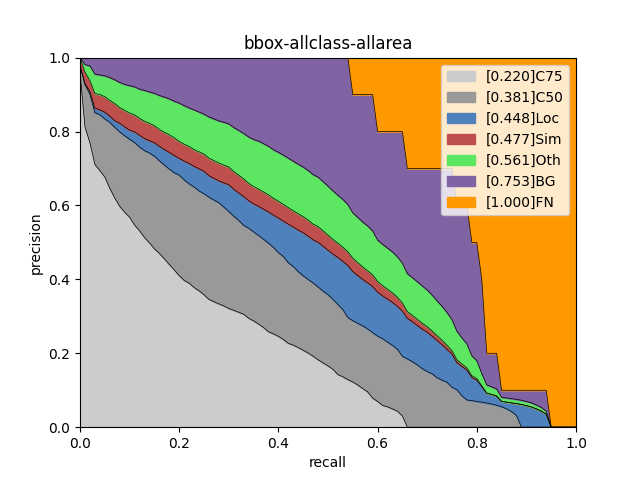 bbox-allclass-allarea
1.0
0.8
0.6
0.4
0.2
0.0
precision
[0.220]C75
[0.381]C50
[0.448]Loc
[0.477]Sim
[0.561]Oth
[0.753]BG
[1.000]FN
0.0 0.2 0.4 0.6 0.8 1.0
recall